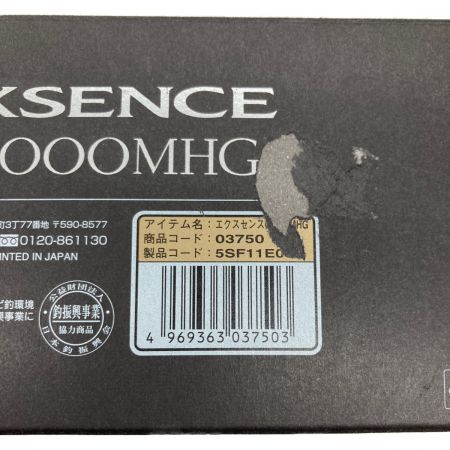 XSENCE
000MHG
町3丁77番地 〒590-8577
0120-861130
INTED IN JAPAN
アイテム名：エクスセンス MHG
商品コード：03750
製品コード：5SF11E0
4 969363 037503
公益財団法人
釣振興事業
協力商品
日本釣振興会
ビ釣環境
興事業に